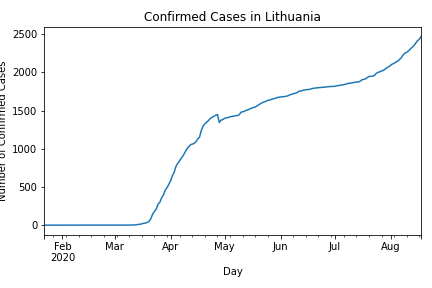 Confirmed Cases in Lithuania
Number of Confirmed Cases
2500
2000
1500
1000
500
0
Feb
2020
Mar
Apr
May
Jun
Jul
Aug
Day